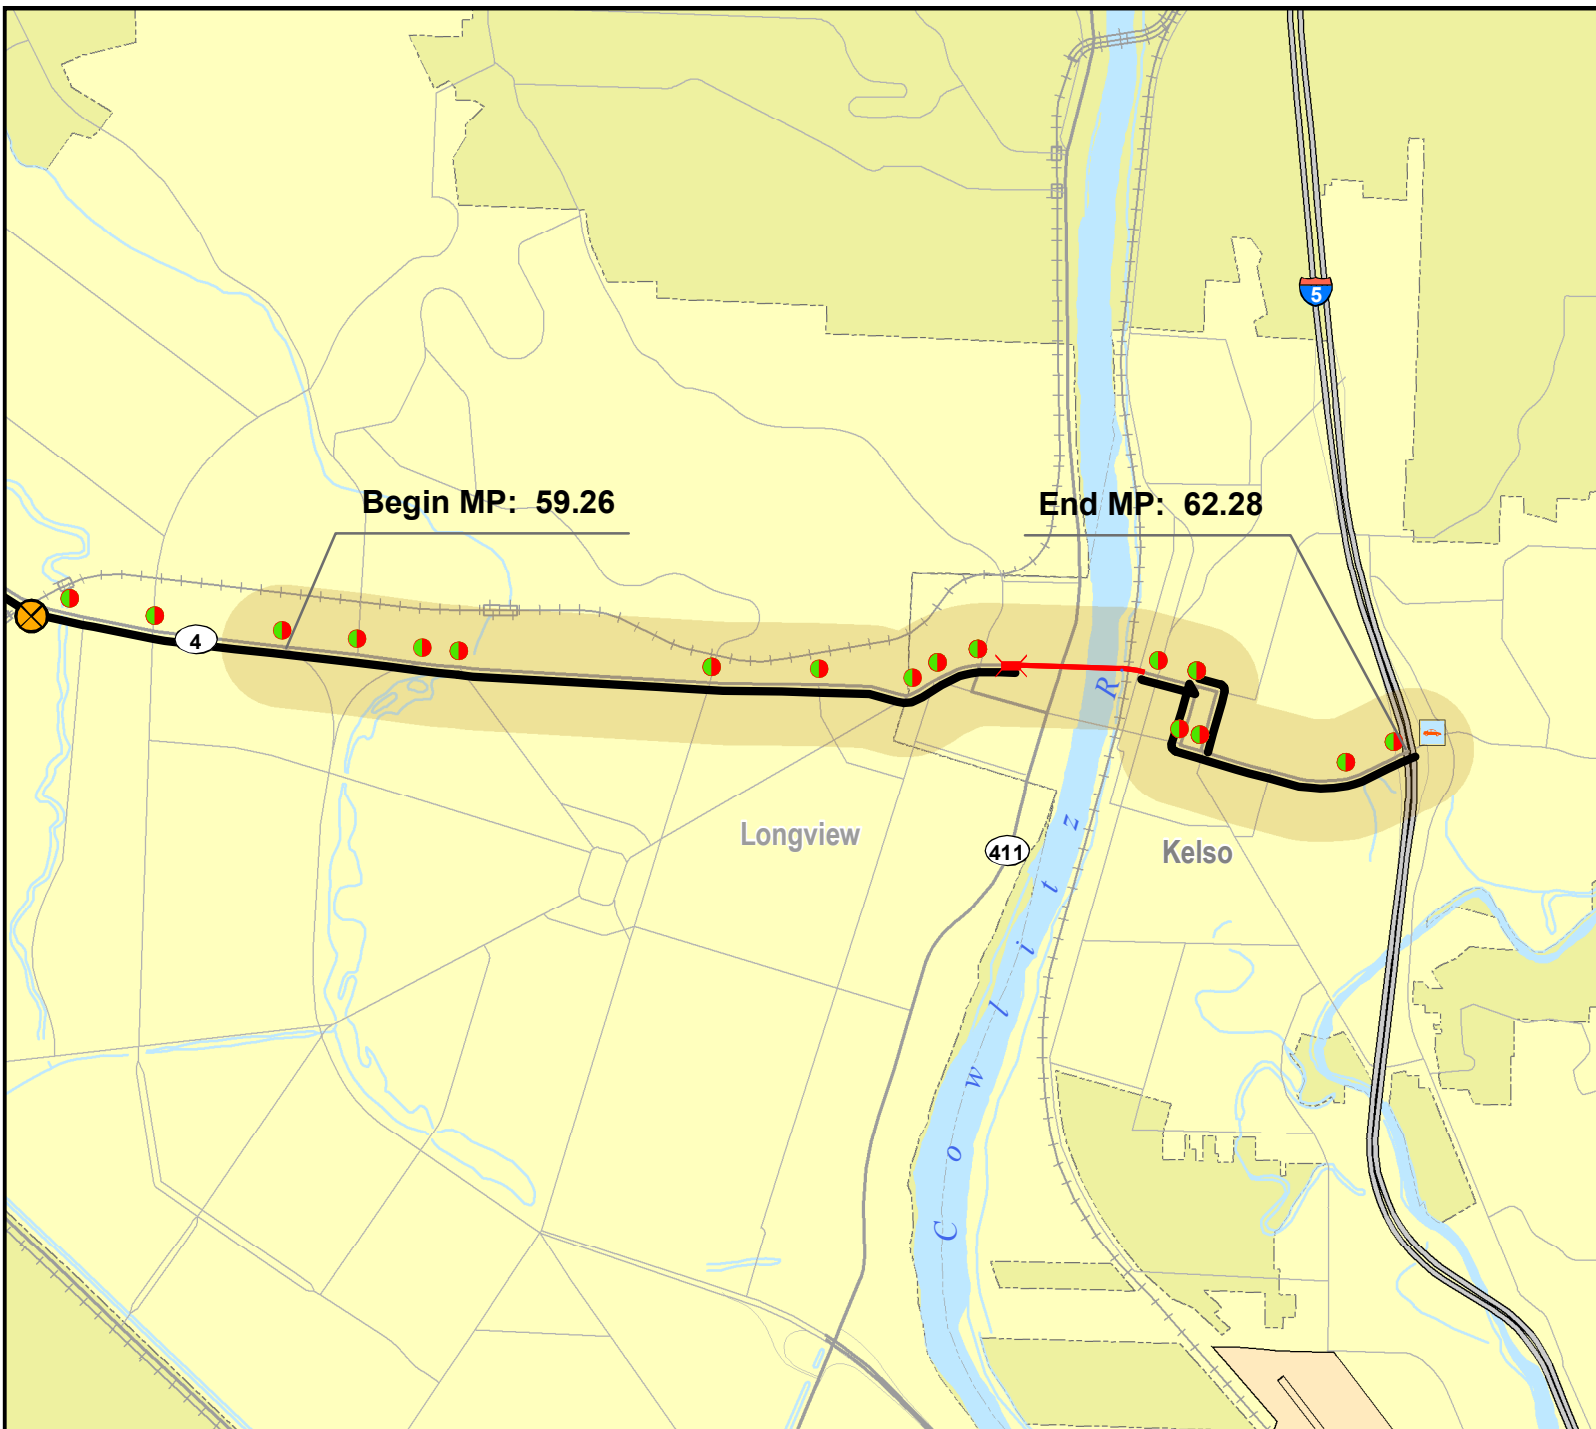 5
Begin MP: 59.26
End MP: 62.28
4
Longview
411
Kelso
Cowlitz R